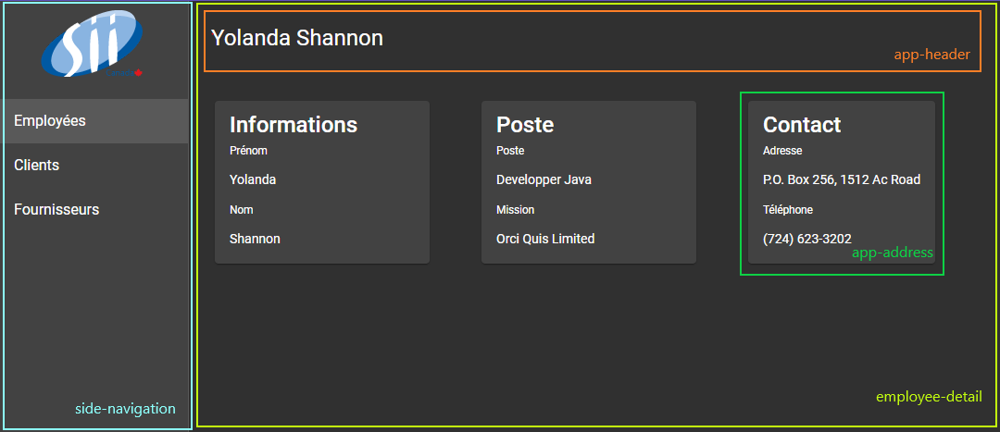 sii
Employées
Clients
Fournisseurs
side-navigation
Yolanda Shannon
app-header
Informations
Prénom
Yolanda
Nom
Shannon
Poste
Poste
Developper Java
Mission
Orci Quis Limited
Contact
Adresse
P.O. Box 256, 1512 Ac Road
Téléphone
(724) 623-3202
app-address
employee-detail